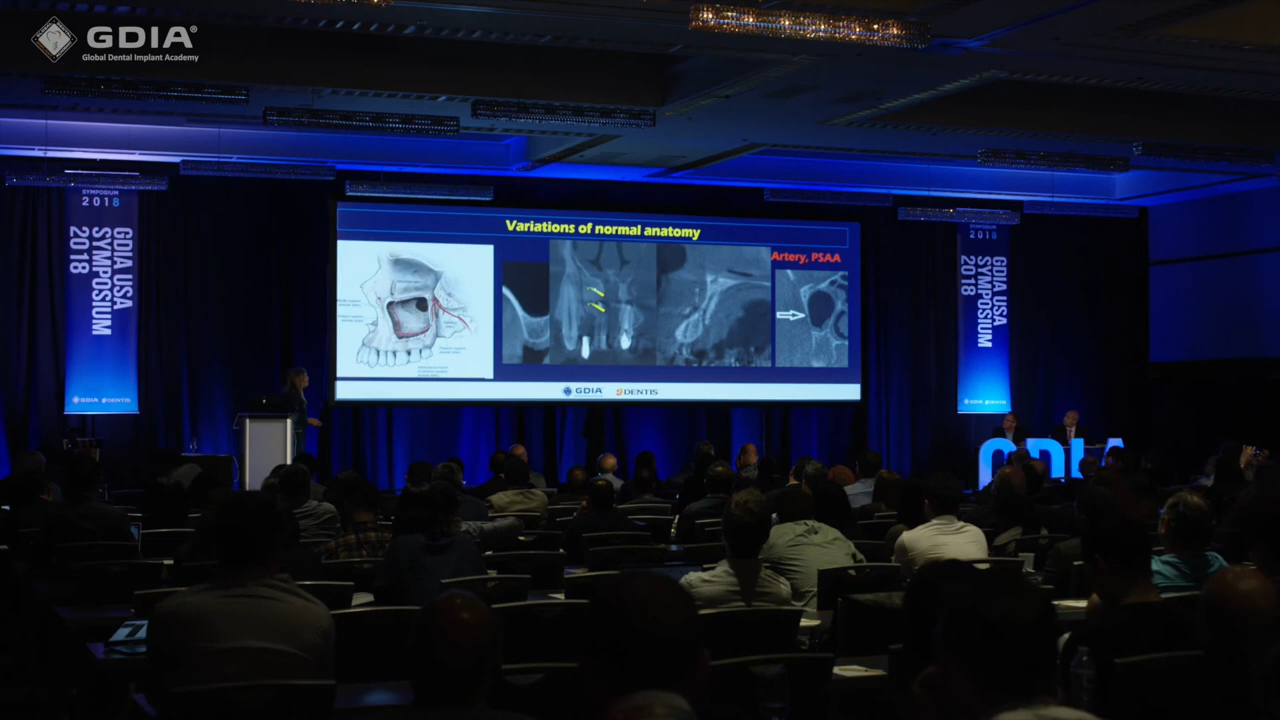 GDIA®
Global Dental Implant Academy
SYMPOSIUM
2018
GDIA USA
SYMPOSIUM
2018
GDIA DENTIS
Variations of normal anatomy
Artery, PSAA
GDIA DENTIS
SYMPOSIUM
2018
GDIA USA
SYMPOSIUM
2018
GDIA DENTIS
GDIA